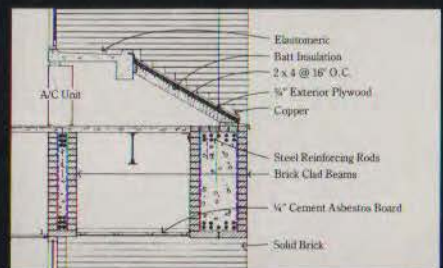 Elastomeric
Batt Insulation
2 x 4 @ 16" O.C.
A/C Unit
¾" Exterior Plywood
Copper
Steel Reinforcing Rods
Brick Clad Beams
¼" Cement Asbestos Board
Solid Brick